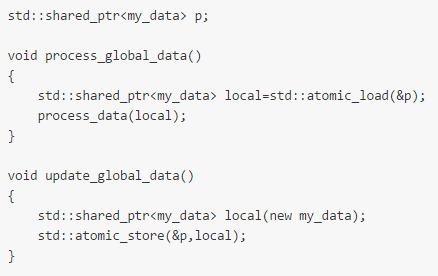 std::shared_ptr<my_data> p;
void process_global_data()
{
    std::shared_ptr<my_data> local=std::atomic_load(&p);
    process_data(local);
}
void update_global_data()
{
    std::shared_ptr<my_data> local(new my_data);
    std::atomic_store(&p,local);
}